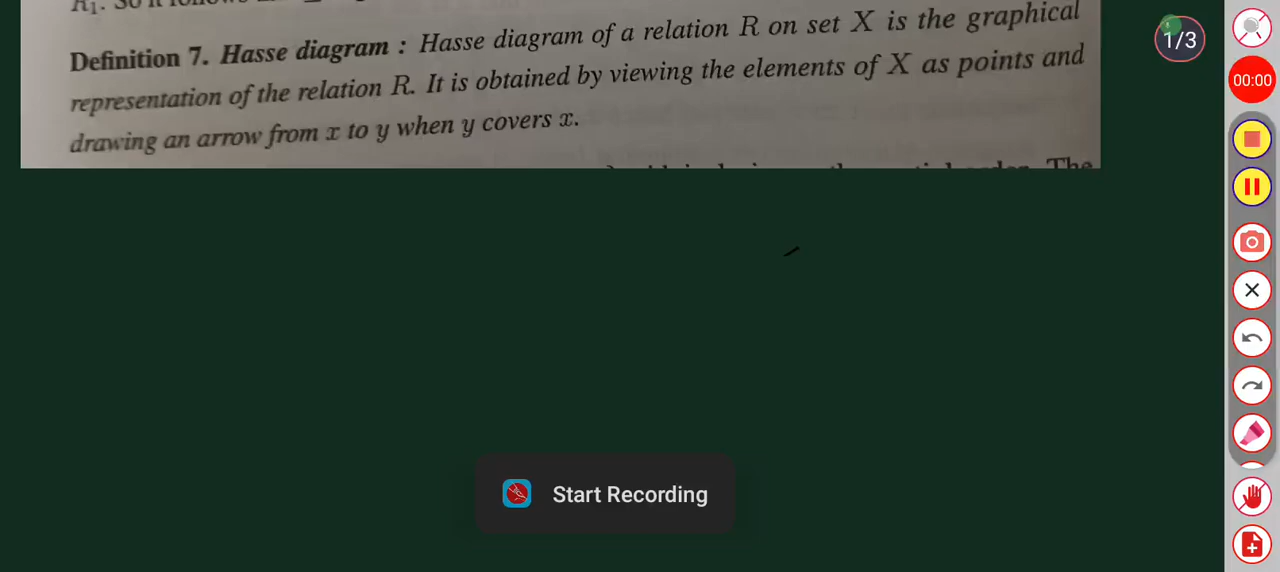 Definition 7. Hasse diagram : Hasse diagram of a relation R on set X is the graphical
representation of the relation R. It is obtained by viewing the elements of X as points and
drawing an arrow from x to y when y covers x.
The
1/3
00:00
Start Recording